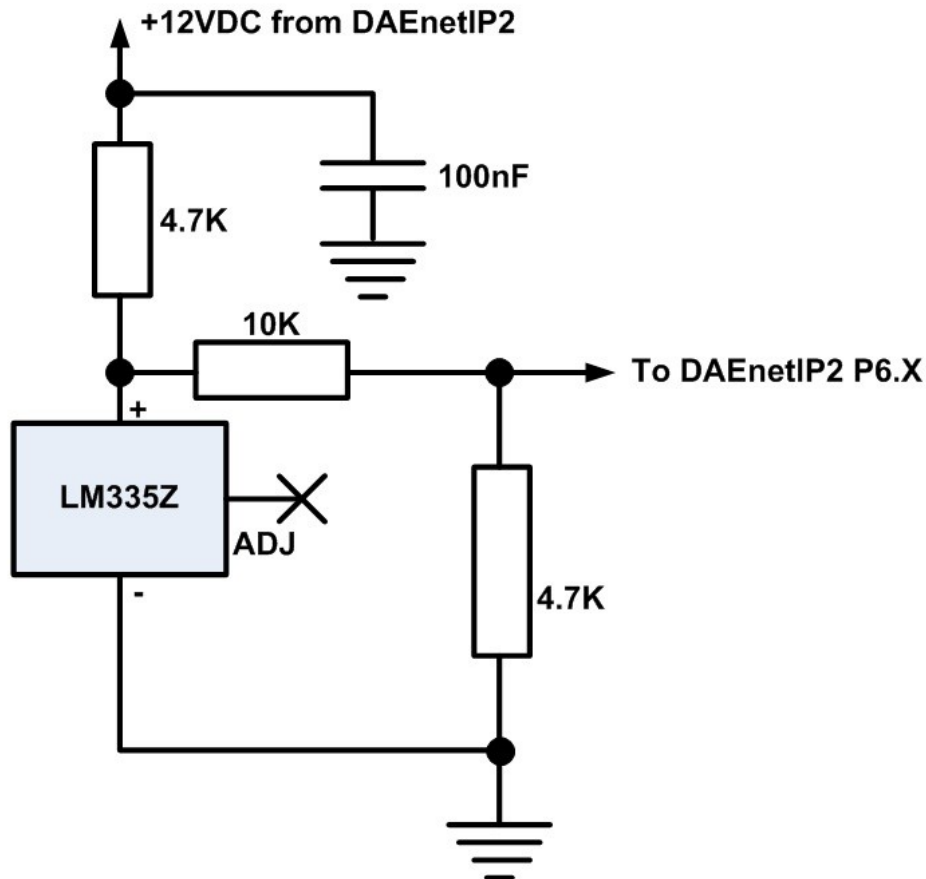 +12VDC from DAEnetIP2
100nF
4.7K
10K
To DAEnetIP2 P6.X
+
LM335Z
ADJ
-
4.7K